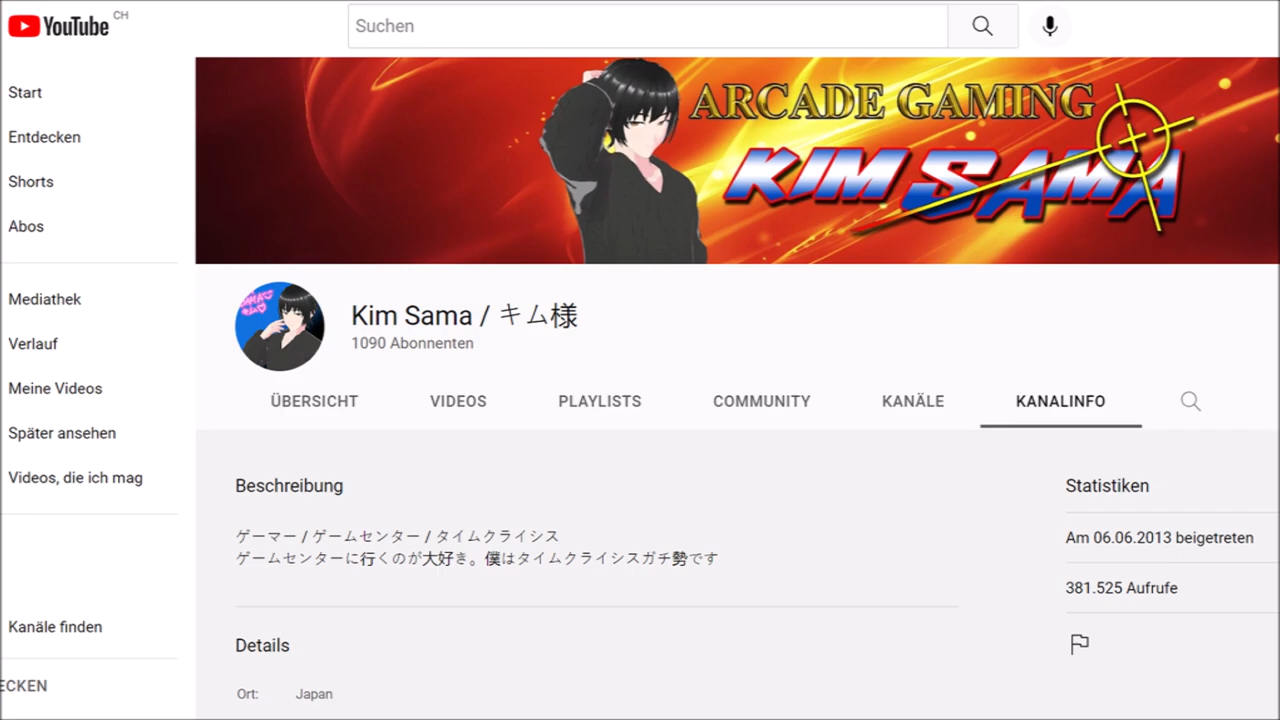 YouTube CH
Suchen
Start
Entdecken
Shorts
Abos
Mediathek
Verlauf
Meine Videos
Später ansehen
Videos, die ich mag
Kanäle finden
ECKEN
ARCADE GAMING
KIM SAMA
Kim Sama / キム様
1090 Abonnenten
ÜBERSICHT VIDEOS PLAYLISTS COMMUNITY KANÄLE KANALINFO
Beschreibung
ゲーマー / ゲームセンター / タイムクライシス
ゲームセンターに行くのが大好き。僕はタイムクライシスガチ勢です
Details
Ort: Japan
Statistiken
Am 06.06.2013 beigetreten
381.525 Aufrufe